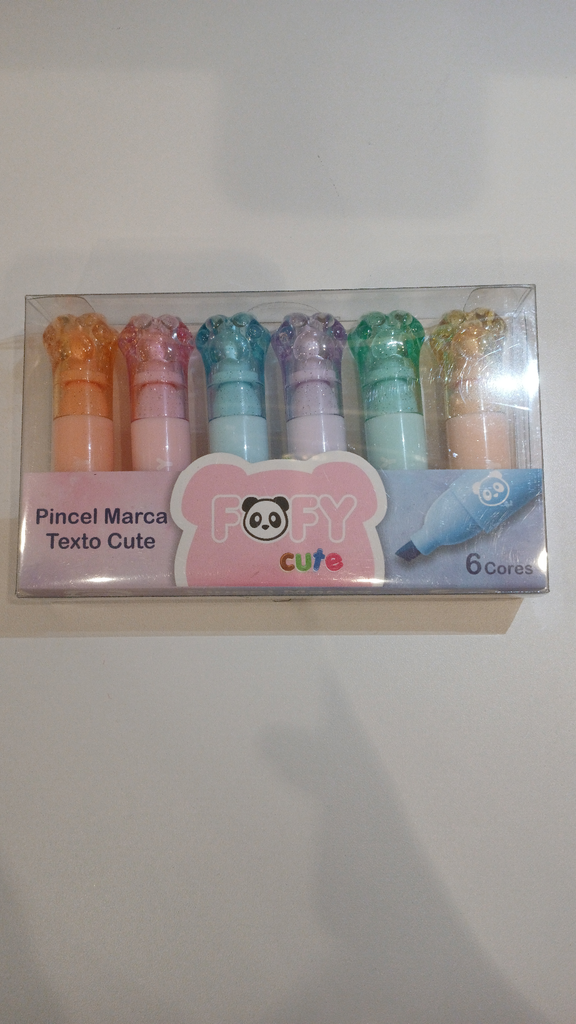 Pincel Marca
Texto Cute
FOFY
cute
6 Cores